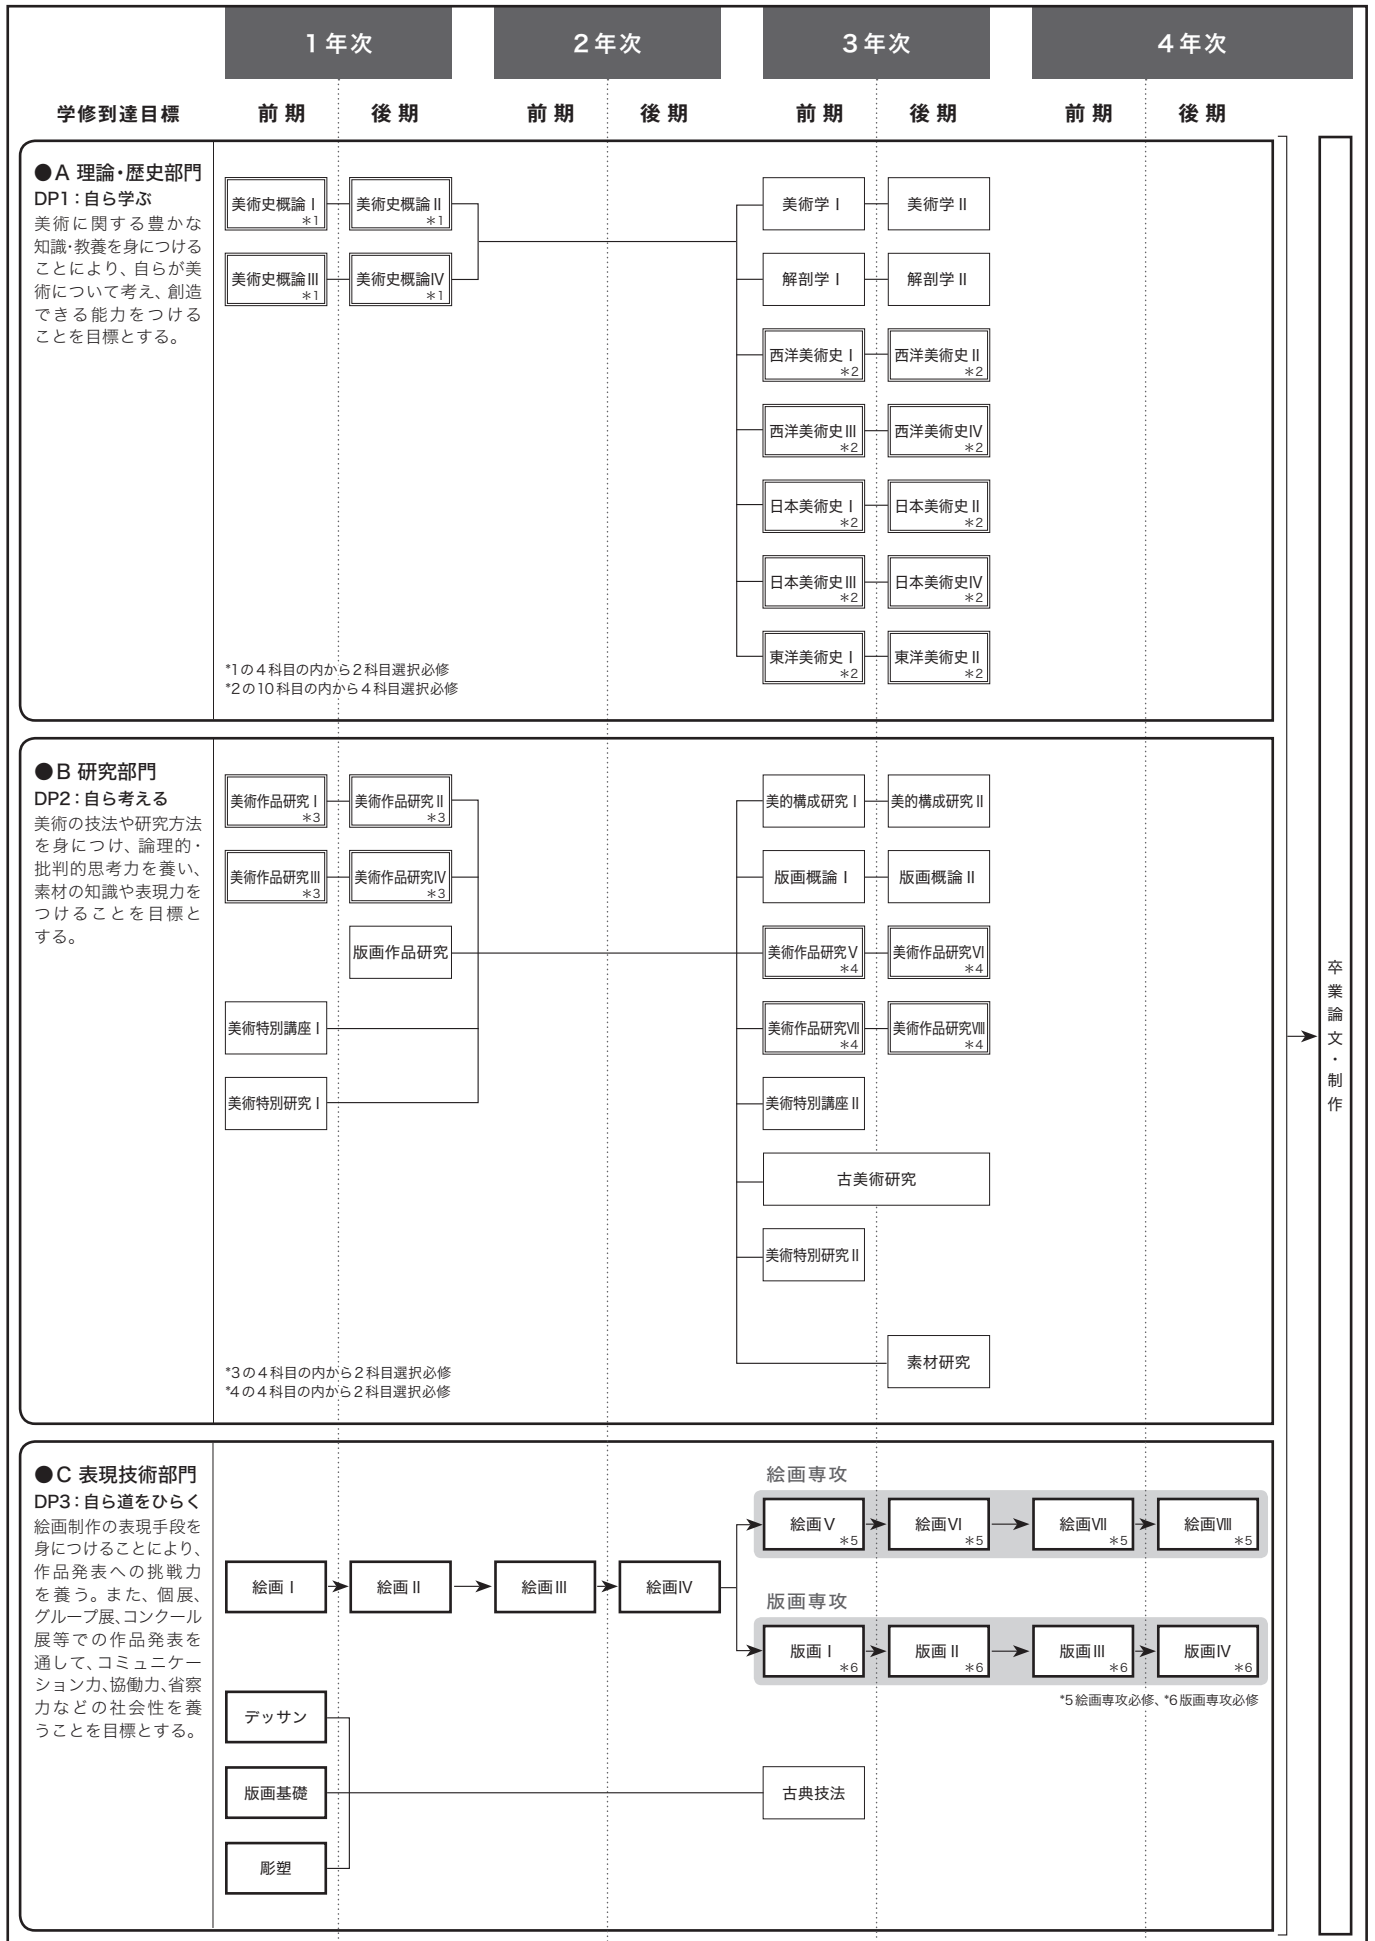 1年次
2年次
3年次
4年次
学修到達目標
前期
後期
前期
後期
前期
後期
前期
後期
●A 理論・歴史部門
DP1：自ら学ぶ
美術に関する豊かな
知識・教養を身につける
ことにより、自らが美
術について考え、創造
できる能力をつける
ことを目標とする。
美術史概論Ⅰ
＊1
美術史概論Ⅱ
＊1
美術史概論Ⅲ
＊1
美術史概論Ⅳ
＊1
美術学Ⅰ
美術学Ⅱ
解剖学Ⅰ
解剖学Ⅱ
西洋美術史Ⅰ
＊2
西洋美術史Ⅱ
＊2
西洋美術史Ⅲ
＊2
西洋美術史Ⅳ
＊2
日本美術史Ⅰ
＊2
日本美術史Ⅱ
＊2
日本美術史Ⅲ
＊2
日本美術史Ⅳ
＊2
東洋美術史Ⅰ
＊2
東洋美術史Ⅱ
＊2
*1の4科目の内から2科目選択必修
*2の10科目の内から4科目選択必修
●B 研究部門
DP2：自ら考える
美術の技法や研究方法
を身につけ、論理的・
批判的思考力を養い、
素材の知識や表現力を
つけることを目標と
する。
美術作品研究Ⅰ
＊3
美術作品研究Ⅱ
＊3
美術作品研究Ⅲ
＊3
美術作品研究Ⅳ
＊3
版画作品研究
美術特別講座Ⅰ
美術特別研究Ⅰ
美的構成研究Ⅰ
美的構成研究Ⅱ
版画概論Ⅰ
版画概論Ⅱ
美術作品研究Ⅴ
＊4
美術作品研究Ⅵ
＊4
美術作品研究Ⅶ
＊4
美術作品研究Ⅷ
＊4
美術特別講座Ⅱ
古美術研究
美術特別研究Ⅱ
素材研究
*3の4科目の内から2科目選択必修
*4の4科目の内から2科目選択必修
●C 表現技術部門
DP3：自ら道をひらく
絵画制作の表現手段を
身につけることにより、
作品発表への挑戦力
を養う。また、個展、
グループ展、コンクール
展等での作品発表を
通して、コミュニケー
ション力、協働力、省察
力などの社会性を養
うことを目標とする。
絵画Ⅰ
絵画Ⅱ
絵画Ⅲ
絵画Ⅳ
絵画専攻
絵画Ⅴ
＊5
絵画Ⅵ
＊5
絵画Ⅶ
＊5
絵画Ⅷ
＊5
版画専攻
版画Ⅰ
＊6
版画Ⅱ
＊6
版画Ⅲ
＊6
版画Ⅳ
＊6
*5絵画専攻必修、*6版画専攻必修
デッサン
版画基礎
彫塑
古典技法
卒業論文・制作